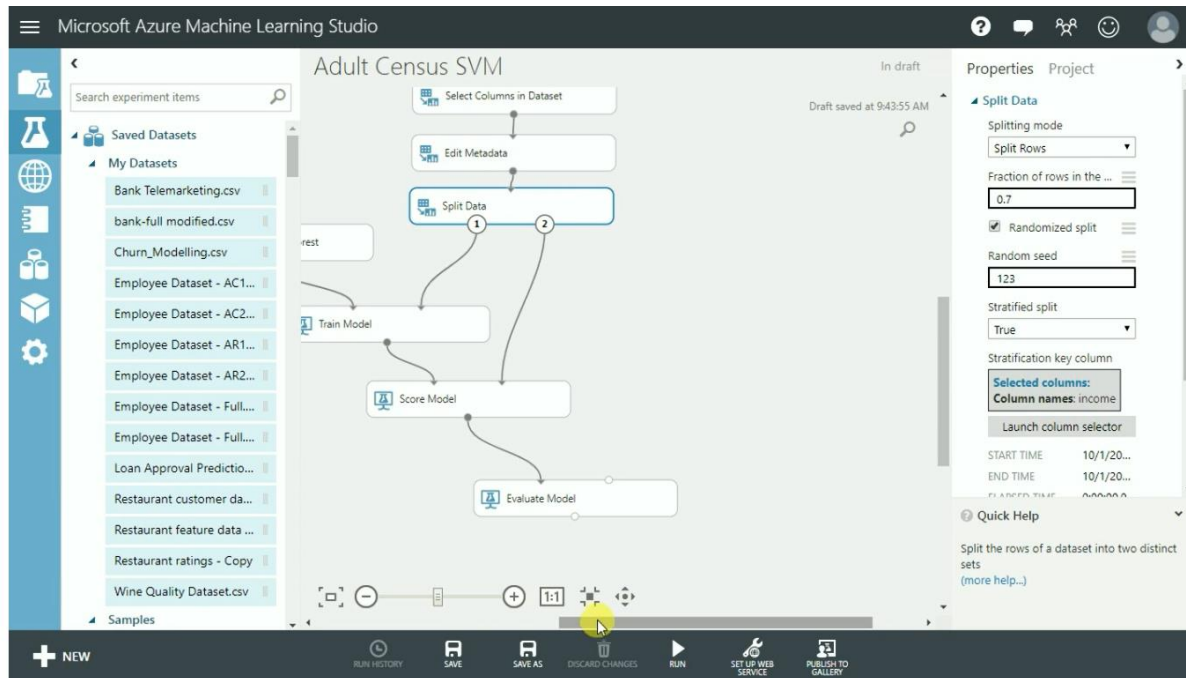 Microsoft Azure Machine Learning Studio
Search experiment items
Saved Datasets
My Datasets
Bank Telemarketing.csv
bank-full modified.csv
Churn_Modelling.csv
Employee Dataset - AC1...
Employee Dataset - AC2...
Employee Dataset - AR1...
Employee Dataset - AR2...
Employee Dataset - Full....
Employee Dataset - Full....
Loan Approval Predictio...
Restaurant customer da...
Restaurant feature data ...
Restaurant ratings - Copy
Wine Quality Dataset.csv
Samples
Adult Census SVM
In draft
Draft saved at 9:43:55 AM
Select Columns in Dataset
Edit Metadata
Split Data
1 2
rest
Train Model
Score Model
Evaluate Model
1:1
Properties Project
Split Data
Splitting mode
Split Rows
Fraction of rows in the ...
0.7
Randomized split
Random seed
123
Stratified split
True
Stratification key column
Selected columns:
Column names: income
Launch column selector
START TIME 10/1/20...
END TIME 10/1/20...
ELAPSED TIME 0:00:00.0
Quick Help
Split the rows of a dataset into two distinct
sets
(more help...)
NEW
RUN HISTORY
SAVE
SAVE AS
DISCARD CHANGES
RUN
SET UP WEB
SERVICE
PUBLISH TO
GALLERY